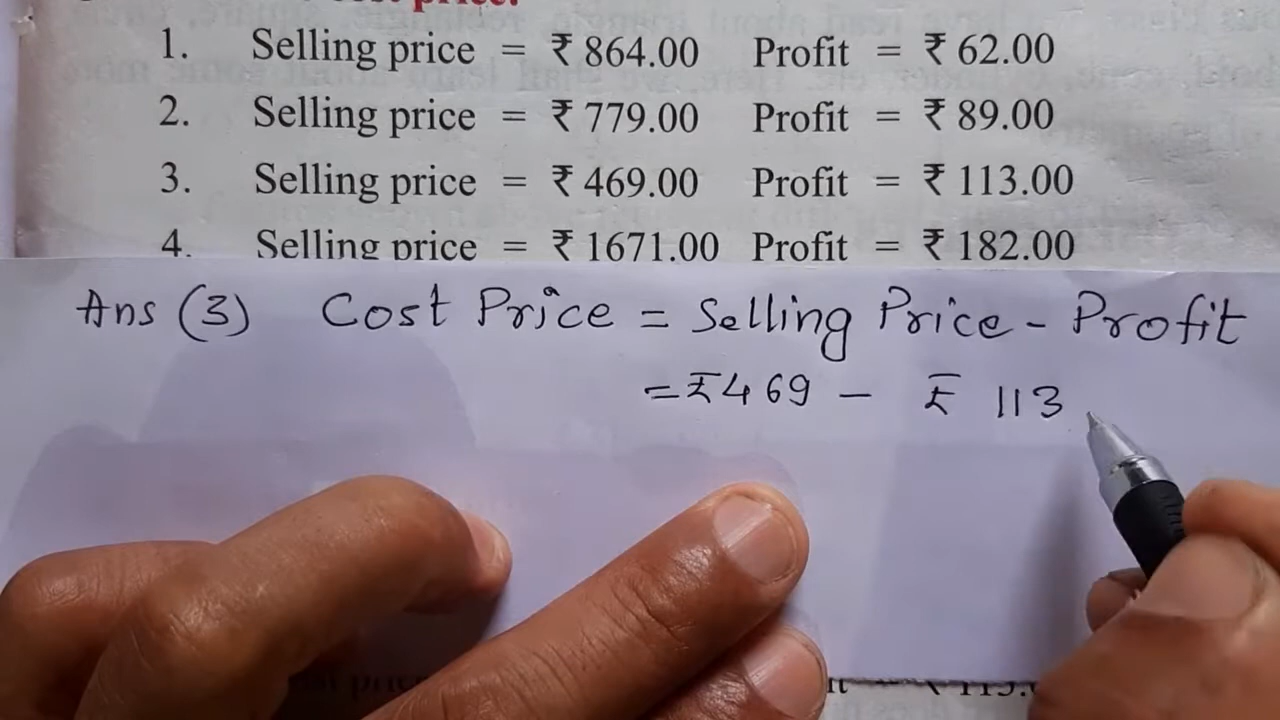 price.
1. Selling price = ₹ 864.00 Profit = ₹ 62.00
2. Selling price = ₹ 779.00 Profit = ₹ 89.00
3. Selling price = ₹ 469.00 Profit = ₹ 113.00
4. Selling price = ₹ 1671.00 Profit = ₹ 182.00
Ans (3) Cost Price = Selling Price - Profit
= ₹469 - ₹ 113